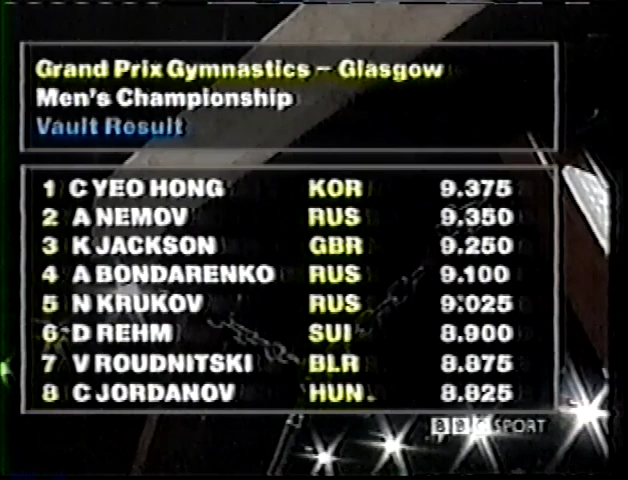 Grand Prix Gymnastics – Glasgow
Men's Championship
Vault Result
1 C YEO HONG KOR 9.375
2 A NEMOV RUS 9.350
3 K JACKSON GBR 9.250
4 A BONDARENKO RUS 9.100
5 N KRUKOV RUS 9.025
6 D REHM SUI 8.900
7 V ROUDNITSKI BLR 8.875
8 C JORDANOV HUN 8.825
BBC SPORT